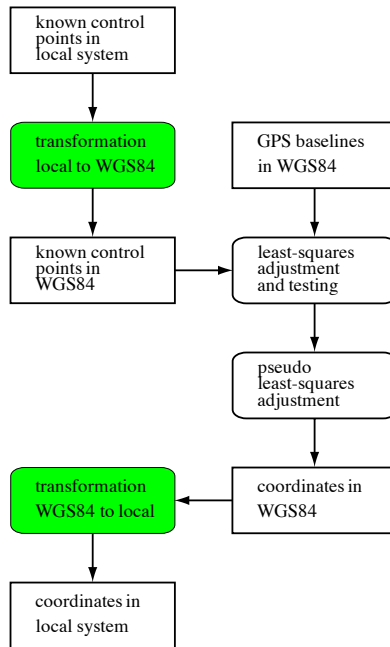 known control
points in
local system
transformation
local to WGS84
GPS baselines
in WGS84
known control
points in
WGS84
least-squares
adjustment
and testing
pseudo
least-squares
adjustment
transformation
WGS84 to local
coordinates in
WGS84
coordinates in
local system